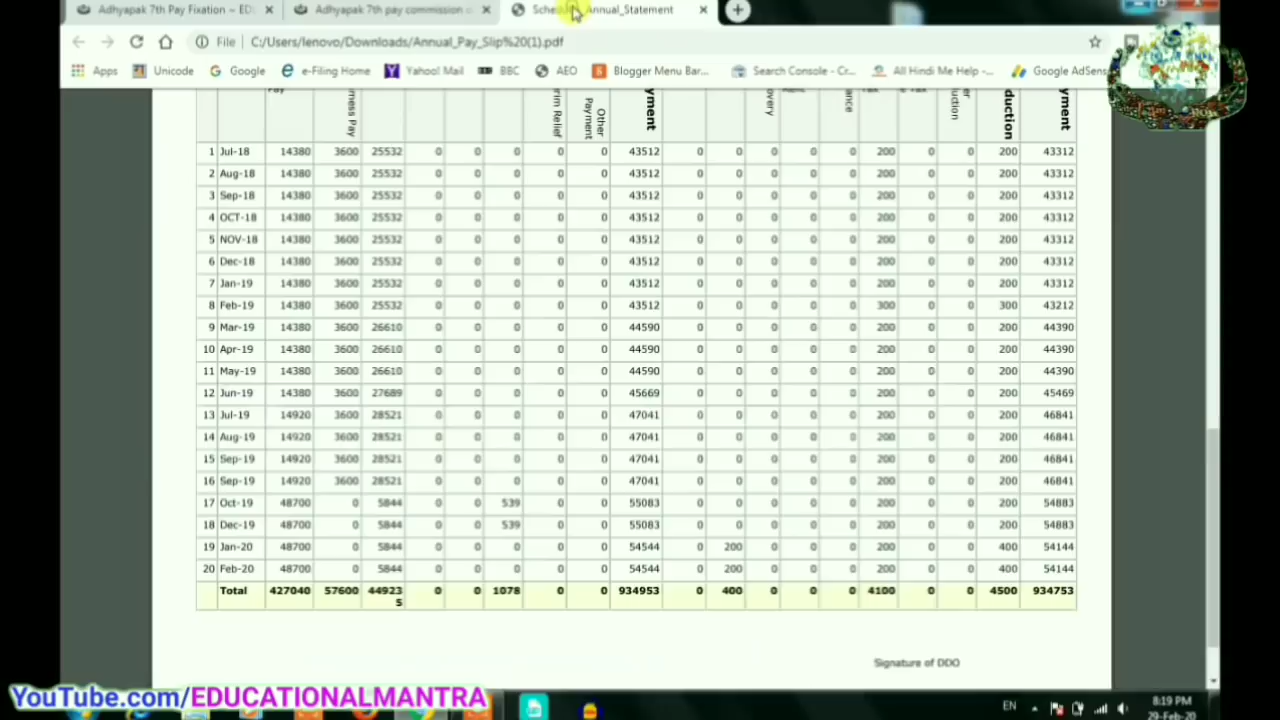 Adhyapak 7th Pay Fixation – ED
Adhyapak 7th pay commission c
Annual_Statement
File C:/Users/lenovo/Downloads/Annual_Pay_Slip%20(1).pdf
Apps Unicode Google e-Filing Home Yahoo! Mail BBC AEO Blogger Menu Bar... Search Console - Cr... All Hindi Me Help -... Google AdSens
ness Pay
rim Relief
Other Payment
yment
overy
ance
uction
duction
yment
1 Jul-18 14380 3600 25532 0 0 0 0 0 43512 0 0 0 0 0 200 0 0 200 43312
2 Aug-18 14380 3600 25532 0 0 0 0 0 43512 0 0 0 0 0 200 0 0 200 43312
3 Sep-18 14380 3600 25532 0 0 0 0 0 43512 0 0 0 0 0 200 0 0 200 43312
4 OCT-18 14380 3600 25532 0 0 0 0 0 43512 0 0 0 0 0 200 0 0 200 43312
5 NOV-18 14380 3600 25532 0 0 0 0 0 43512 0 0 0 0 0 200 0 0 200 43312
6 Dec-18 14380 3600 25532 0 0 0 0 0 43512 0 0 0 0 0 200 0 0 200 43312
7 Jan-19 14380 3600 25532 0 0 0 0 0 43512 0 0 0 0 0 200 0 0 200 43312
8 Feb-19 14380 3600 25532 0 0 0 0 0 43512 0 0 0 0 0 300 0 0 300 43212
9 Mar-19 14380 3600 26610 0 0 0 0 0 44590 0 0 0 0 0 200 0 0 200 44390
10 Apr-19 14380 3600 26610 0 0 0 0 0 44590 0 0 0 0 0 200 0 0 200 44390
11 May-19 14380 3600 26610 0 0 0 0 0 44590 0 0 0 0 0 200 0 0 200 44390
12 Jun-19 14380 3600 27689 0 0 0 0 0 45669 0 0 0 0 0 200 0 0 200 45469
13 Jul-19 14920 3600 28521 0 0 0 0 0 47041 0 0 0 0 0 200 0 0 200 46841
14 Aug-19 14920 3600 28521 0 0 0 0 0 47041 0 0 0 0 0 200 0 0 200 46841
15 Sep-19 14920 3600 28521 0 0 0 0 0 47041 0 0 0 0 0 200 0 0 200 46841
16 Sep-19 14920 3600 28521 0 0 0 0 0 47041 0 0 0 0 0 200 0 0 200 46841
17 Oct-19 48700 0 5844 0 0 539 0 0 55083 0 0 0 0 0 200 0 0 200 54883
18 Dec-19 48700 0 5844 0 0 539 0 0 55083 0 0 0 0 0 200 0 0 200 54883
19 Jan-20 48700 0 5844 0 0 0 0 0 54544 0 200 0 0 0 200 0 0 400 54144
20 Feb-20 48700 0 5844 0 0 0 0 0 54544 0 200 0 0 0 200 0 0 400 54144
Total 427040 57600 44923 0 0 1078 0 0 934953 0 400 0 0 0 4100 0 0 4500 934753
5
Signature of DDO
YouTube.com/EDUCATIONALMANTRA
EN 8:19 PM
29-Feb-20